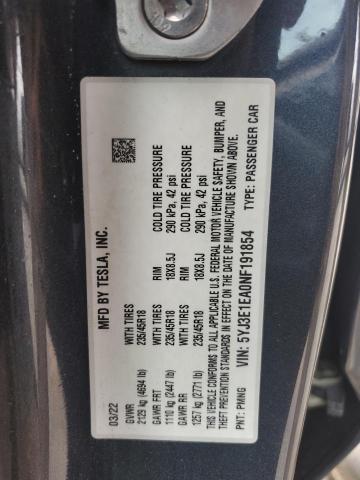 MFD BY TESLA, INC.
03/22
GVWR WITH TIRES RIM COLD TIRE PRESSURE
2129 kg (4694 lb) 235/45R18 18X8.5J 290 kPa, 42 psi
GAWR FRT WITH TIRES RIM COLD TIRE PRESSURE
1110 kg (2447 lb) 235/45R18 18X8.5J 290 kPa, 42 psi
GAWR RR
1257 kg (2771 lb)
THIS VEHICLE CONFORMS TO ALL APPLICABLE U.S. FEDERAL MOTOR VEHICLE SAFETY, BUMPER, AND
THEFT PREVENTION STANDARDS IN EFFECT ON THE DATE OF MANUFACTURE SHOWN ABOVE.
PNT: PMNG VIN: 5YJ3E1EA0NF191854 TYPE: PASSENGER CAR